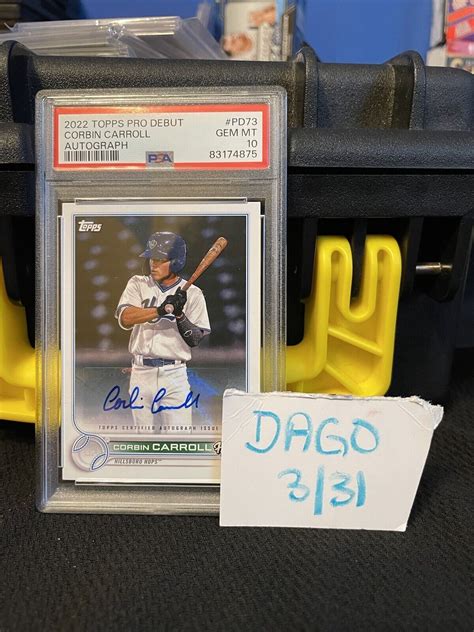 2022 TOPPS PRO DEBUT #PD73
CORBIN CARROLL GEM MT
AUTOGRAPH 10
PSA 83174875
Topps
Corbin Carroll
TOPPS CERTIFIED AUTOGRAPH ISSUE
CORBIN CARROLL
HILLSBORO HOPS™
DAGO
3/31